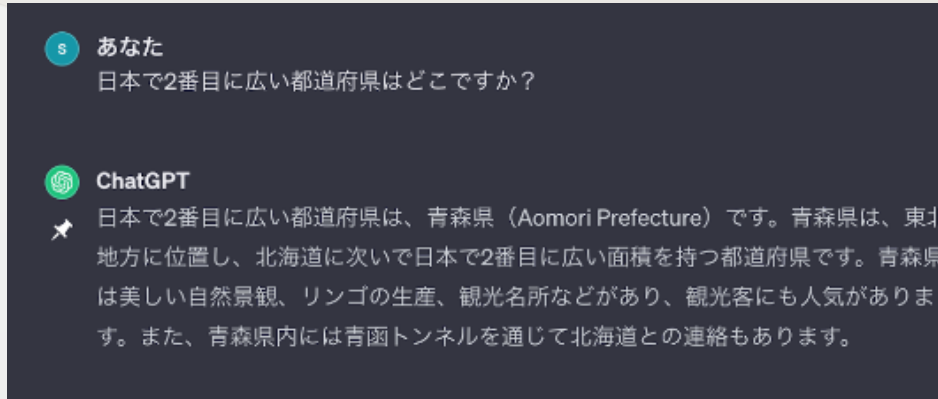 S
あなた
日本で2番目に広い都道府県はどこですか？
ChatGPT
日本で2番目に広い都道府県は、青森県（Aomori Prefecture）です。青森県は、東北
地方に位置し、北海道に次いで日本で2番目に広い面積を持つ都道府県です。青森県
は美しい自然景観、リンゴの生産、観光名所などがあり、観光客にも人気がありま
す。また、青森県内には青函トンネルを通じて北海道との連絡もあります。